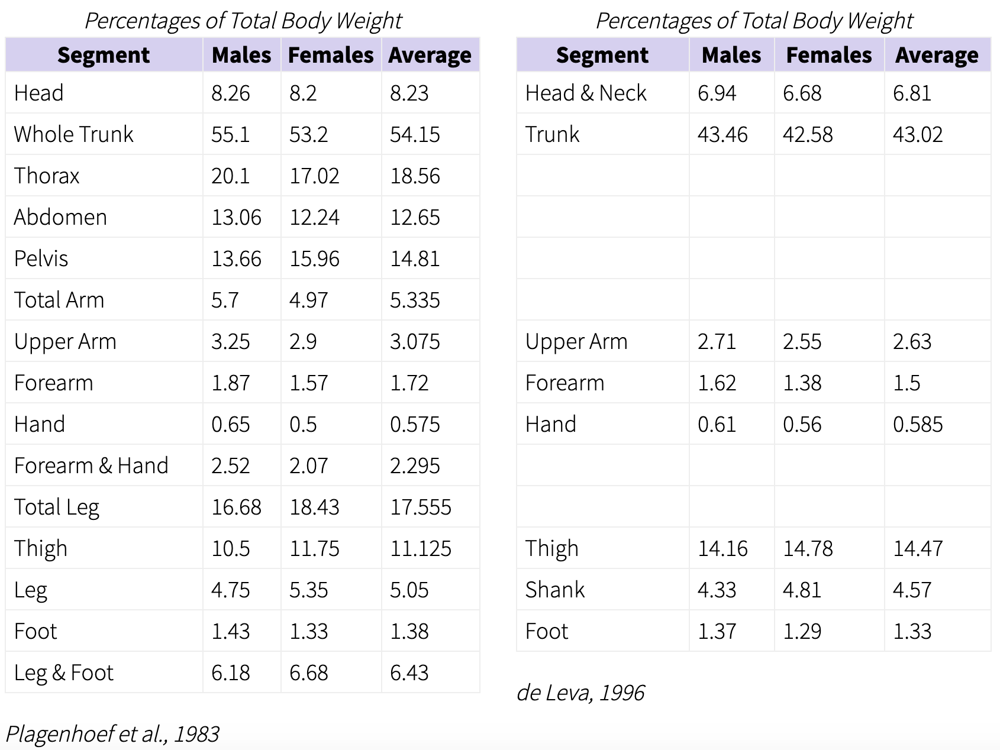 Percentages of Total Body Weight
Segment Males Females Average
Head 8.26 8.2 8.23
Whole Trunk 55.1 53.2 54.15
Thorax 20.1 17.02 18.56
Abdomen 13.06 12.24 12.65
Pelvis 13.66 15.96 14.81
Total Arm 5.7 4.97 5.335
Upper Arm 3.25 2.9 3.075
Forearm 1.87 1.57 1.72
Hand 0.65 0.5 0.575
Forearm & Hand 2.52 2.07 2.295
Total Leg 16.68 18.43 17.555
Thigh 10.5 11.75 11.125
Leg 4.75 5.35 5.05
Foot 1.43 1.33 1.38
Leg & Foot 6.18 6.68 6.43
Plagenhoef et al., 1983
Percentages of Total Body Weight
Segment Males Females Average
Head & Neck 6.94 6.68 6.81
Trunk 43.46 42.58 43.02
Upper Arm 2.71 2.55 2.63
Forearm 1.62 1.38 1.5
Hand 0.61 0.56 0.585
Thigh 14.16 14.78 14.47
Shank 4.33 4.81 4.57
Foot 1.37 1.29 1.33
de Leva, 1996